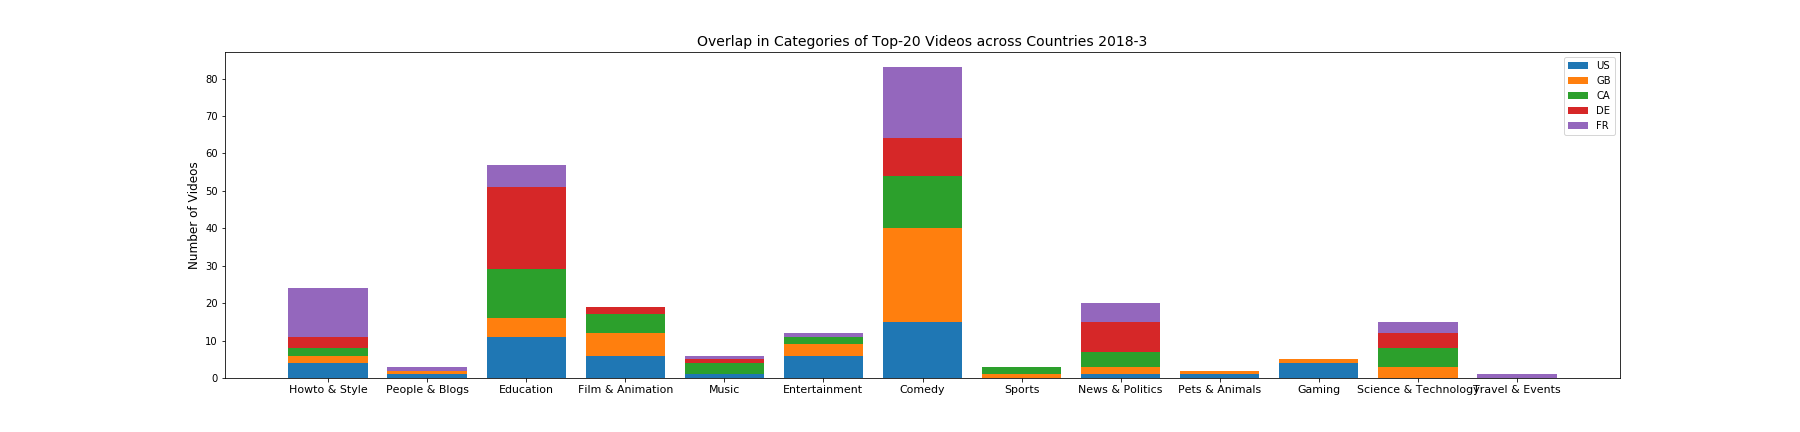 Overlap in Categories of Top-20 Videos across Countries 2018-3
Number of Videos
80
70
60
50
40
30
20
10
0
US
GB
CA
DE
FR
Howto & Style
People & Blogs
Education
Film & Animation
Music
Entertainment
Comedy
Sports
News & Politics
Pets & Animals
Gaming
Science & Technology
Travel & Events